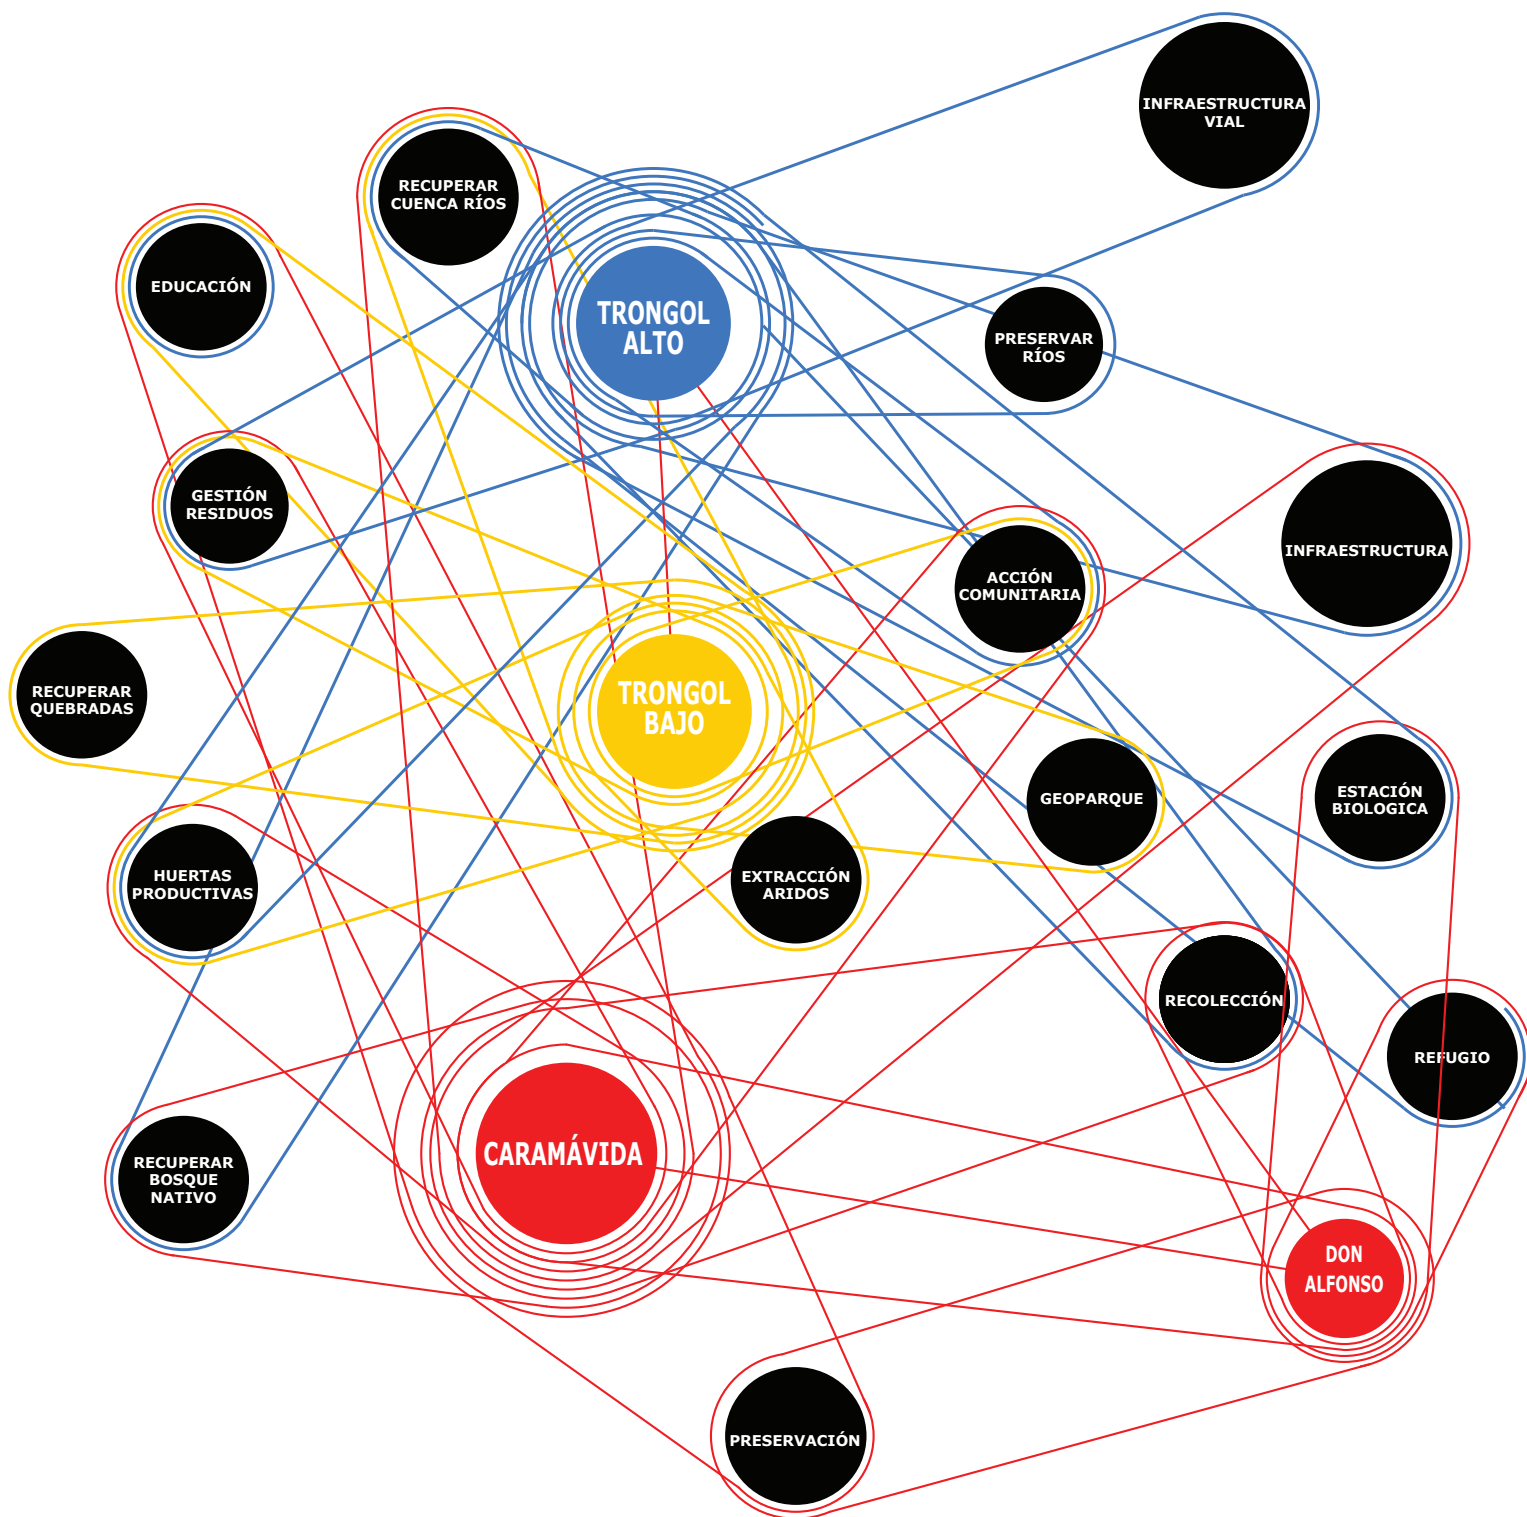 INFRAESTRUCTURA
VIAL
RECUPERAR
CUENCA RÍOS
EDUCACIÓN
TRONGOL
ALTO
PRESERVAR
RÍOS
GESTIÓN
RESIDUOS
INFRAESTRUCTURA
ACCIÓN
COMUNITARIA
RECUPERAR
QUEBRADAS
TRONGOL
BAJO
GEOPARQUE
ESTACIÓN
BIOLOGICA
HUERTAS
PRODUCTIVAS
EXTRACCIÓN
ARIDOS
RECOLECCIÓN
REFUGIO
CARAMÁVIDA
RECUPERAR
BOSQUE
NATIVO
DON
ALFONSO
PRESERVACIÓN